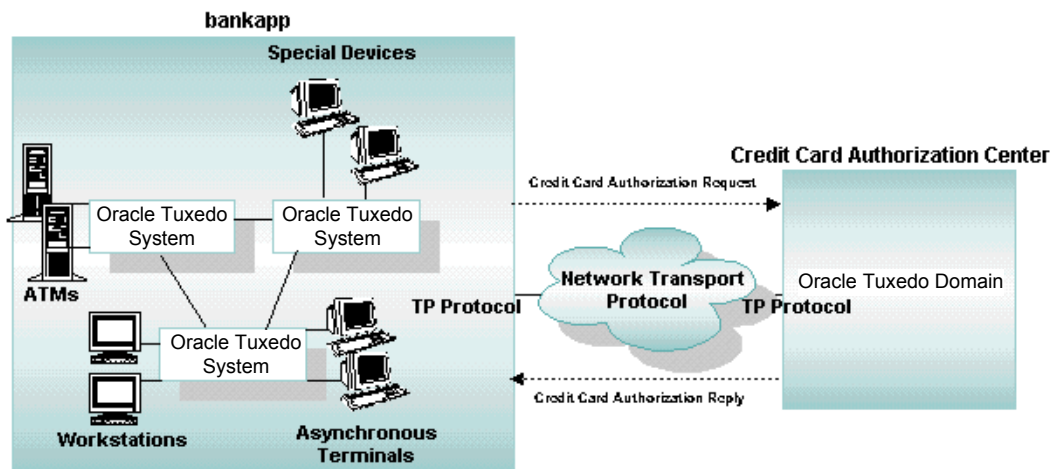 bankapp
Special Devices
Credit Card Authorization Center
Credit Card Authorization Request
Oracle Tuxedo
System
Oracle Tuxedo
System
ATMs
Network Transport
Protocol
TP Protocol
TP Protocol
Oracle Tuxedo Domain
Oracle Tuxedo
System
Credit Card Authorization Reply
Workstations
Asynchronous
Terminals